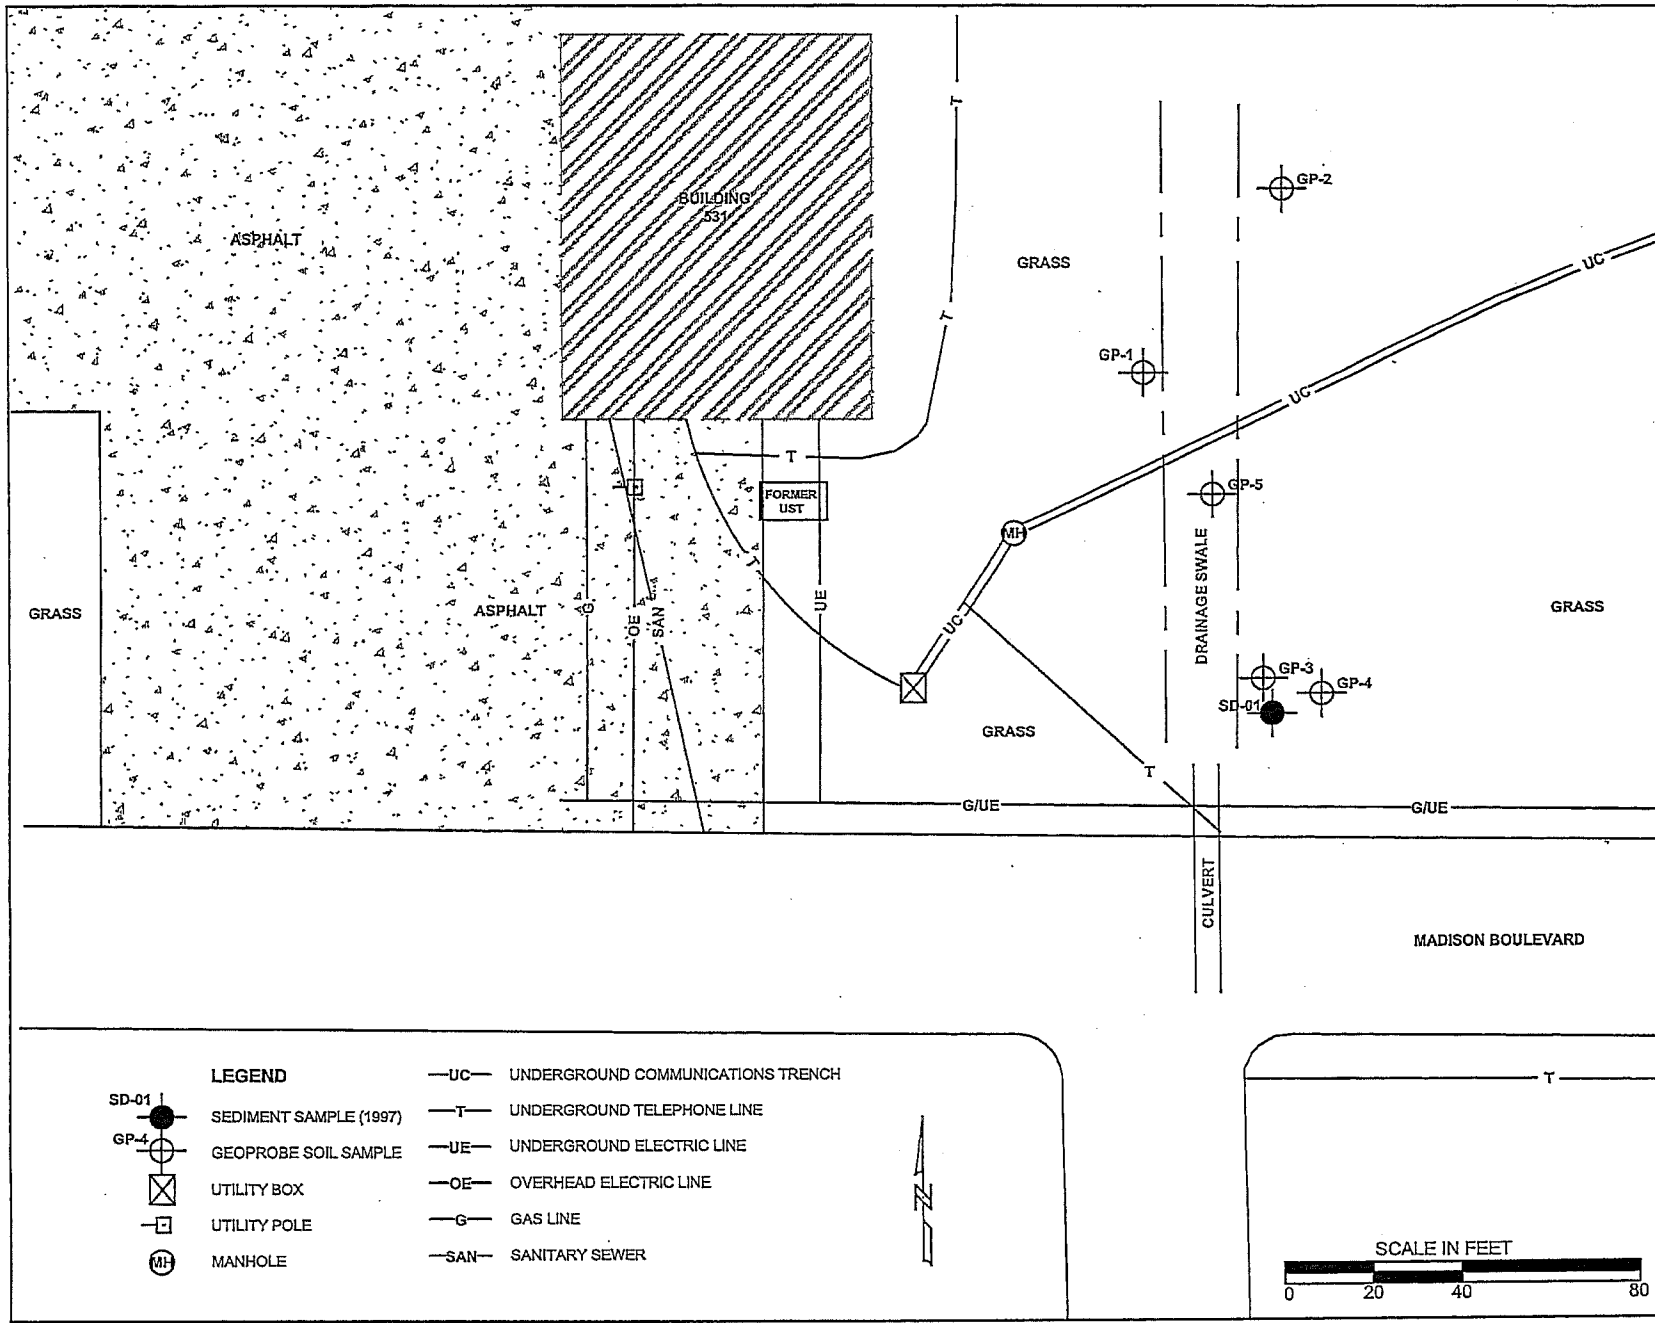 T
GP-2
BUILDING
531
ASPHALT
GRASS
UC
T
GP-1
UC
T
GP-5
FORMER
UST
MH
DRAINAGE SWALE
T
GRASS
ASPHALT
G
OE
SAN
UE
UC
GRASS
GP-3
GP-4
SD-01
GRASS
T
G/UE
G/UE
CULVERT
MADISON BOULEVARD
T
LEGEND
SD-01
SEDIMENT SAMPLE (1997)
GP-4
GEOPROBE SOIL SAMPLE
UTILITY BOX
UTILITY POLE
MH
MANHOLE
UC
UNDERGROUND COMMUNICATIONS TRENCH
T
UNDERGROUND TELEPHONE LINE
UE
UNDERGROUND ELECTRIC LINE
OE
OVERHEAD ELECTRIC LINE
G
GAS LINE
SAN
SANITARY SEWER
N
SCALE IN FEET
0 20 40 80